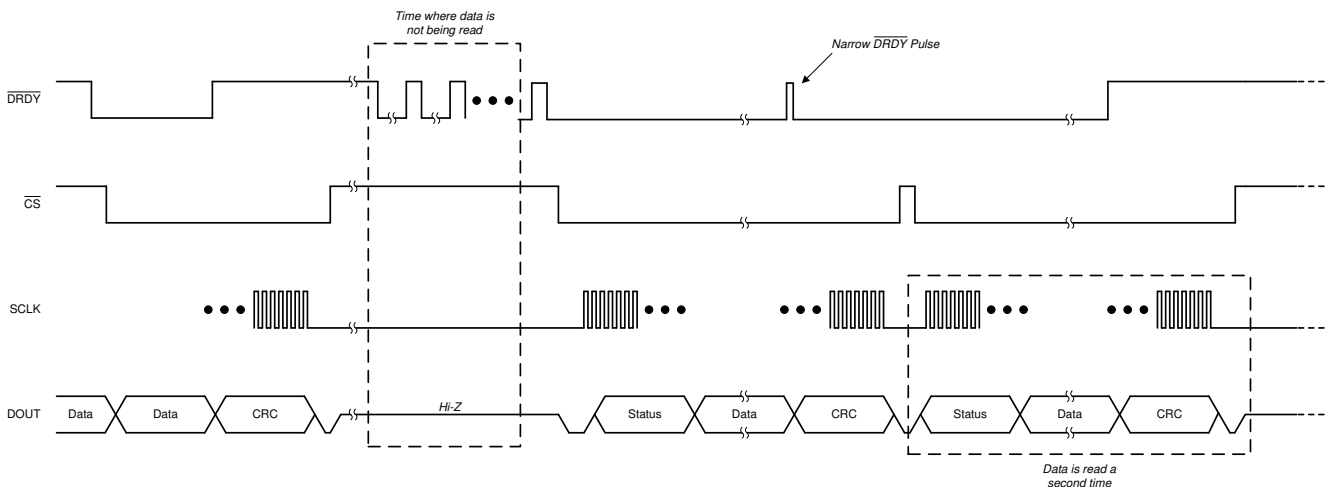 Time where data is
not being read
Narrow DRDY Pulse
DRDY
CS
SCLK
DOUT
Data
Data
CRC
Hi-Z
Status
Data
CRC
Status
Data
CRC
Data is read a
second time